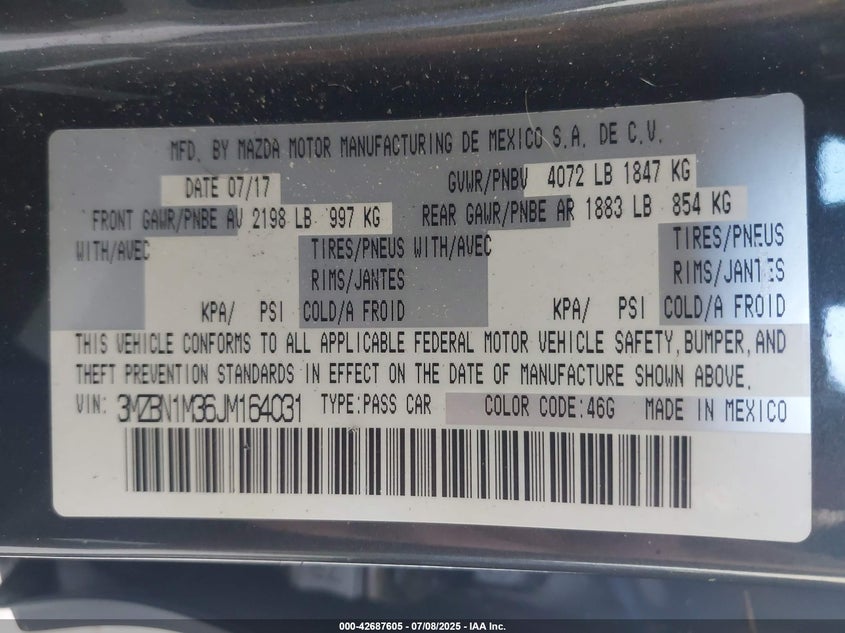 MFD. BY MAZDA MOTOR MANUFACTURING DE MEXICO S.A. DE C.V.
DATE 07/17 GVWR/PNBV 4072 LB 1847 KG
FRONT GAWR/PNBE AV 2198 LB 997 KG REAR GAWR/PNBE AR 1883 LB 854 KG
WITH/AVEC TIRES/PNEUS WITH/AVEC TIRES/PNEUS
RIMS/JANTES RIMS/JANTES
KPA/ PSI COLD/A FROID KPA/ PSI COLD/A FROID
THIS VEHICLE CONFORMS TO ALL APPLICABLE FEDERAL MOTOR VEHICLE SAFETY, BUMPER, AND
THEFT PREVENTION STANDARDS IN EFFECT ON THE DATE OF MANUFACTURE SHOWN ABOVE.
VIN: 3MZBN1M36JM164031 TYPE:PASS CAR COLOR CODE:46G MADE IN MEXICO
000-42687605 - 07/08/2025 - IAA Inc.